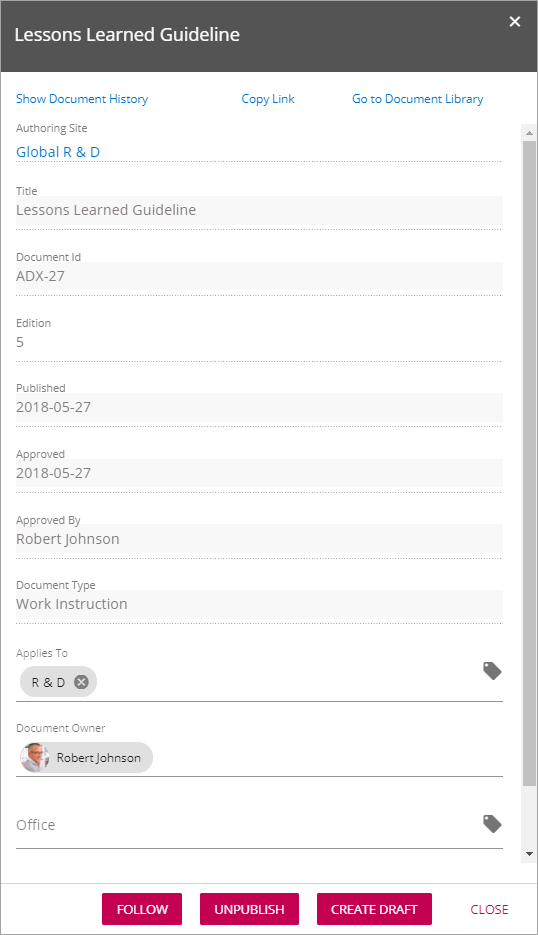 Lessons Learned Guideline
Show Document History Copy Link Go to Document Library
Authoring Site
Global R & D
Title
Lessons Learned Guideline
Document Id
ADX-27
Edition
5
Published
2018-05-27
Approved
2018-05-27
Approved By
Robert Johnson
Document Type
Work Instruction
Applies To
R & D
Document Owner
Robert Johnson
Office
FOLLOW UNPUBLISH CREATE DRAFT CLOSE